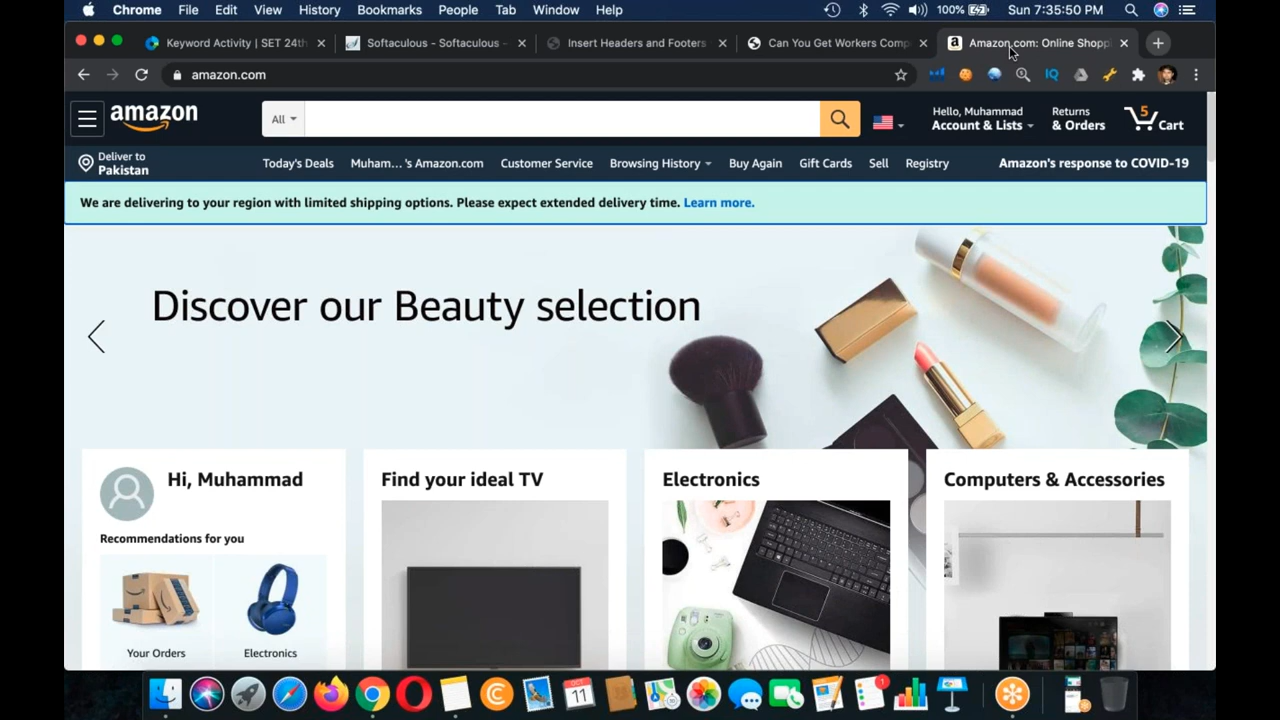 Chrome File Edit View History Bookmarks People Tab Window Help 100% Sun 7:35:50 PM
Keyword Activity | SET 24th
Softaculous - Softaculous -
Insert Headers and Footers
Can You Get Workers Comp
Amazon.com: Online Shoppi
amazon.com
IQ
amazon
All
Hello, Muhammad
Account & Lists
Returns
& Orders
5
Cart
Deliver to
Pakistan
Today's Deals Muham... 's Amazon.com Customer Service Browsing History Buy Again Gift Cards Sell Registry Amazon's response to COVID-19
We are delivering to your region with limited shipping options. Please expect extended delivery time. Learn more.
Discover our Beauty selection
Hi, Muhammad
Recommendations for you
Your Orders
Electronics
Find your ideal TV
Electronics
Computers & Accessories
11
1